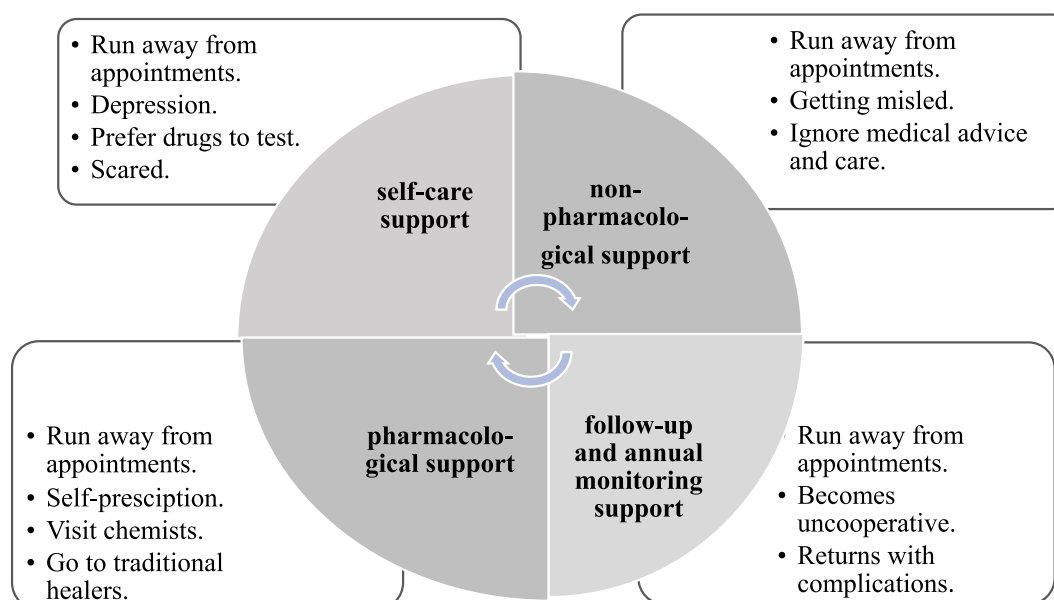 • Run away from
appointments.
• Depression.
• Prefer drugs to test.
• Scared.
• Run away from
appointments.
• Getting misled.
• Ignore medical advice
and care.
self-care
support
non-
pharmacolo-
gical support
pharmacolo-
gical support
follow-up
and annual
monitoring
support
• Run away from
appointments.
• Self-presciption.
• Visit chemists.
• Go to traditional
healers.
• Run away from
appointments.
• Becomes
uncooperative.
• Returns with
complications.